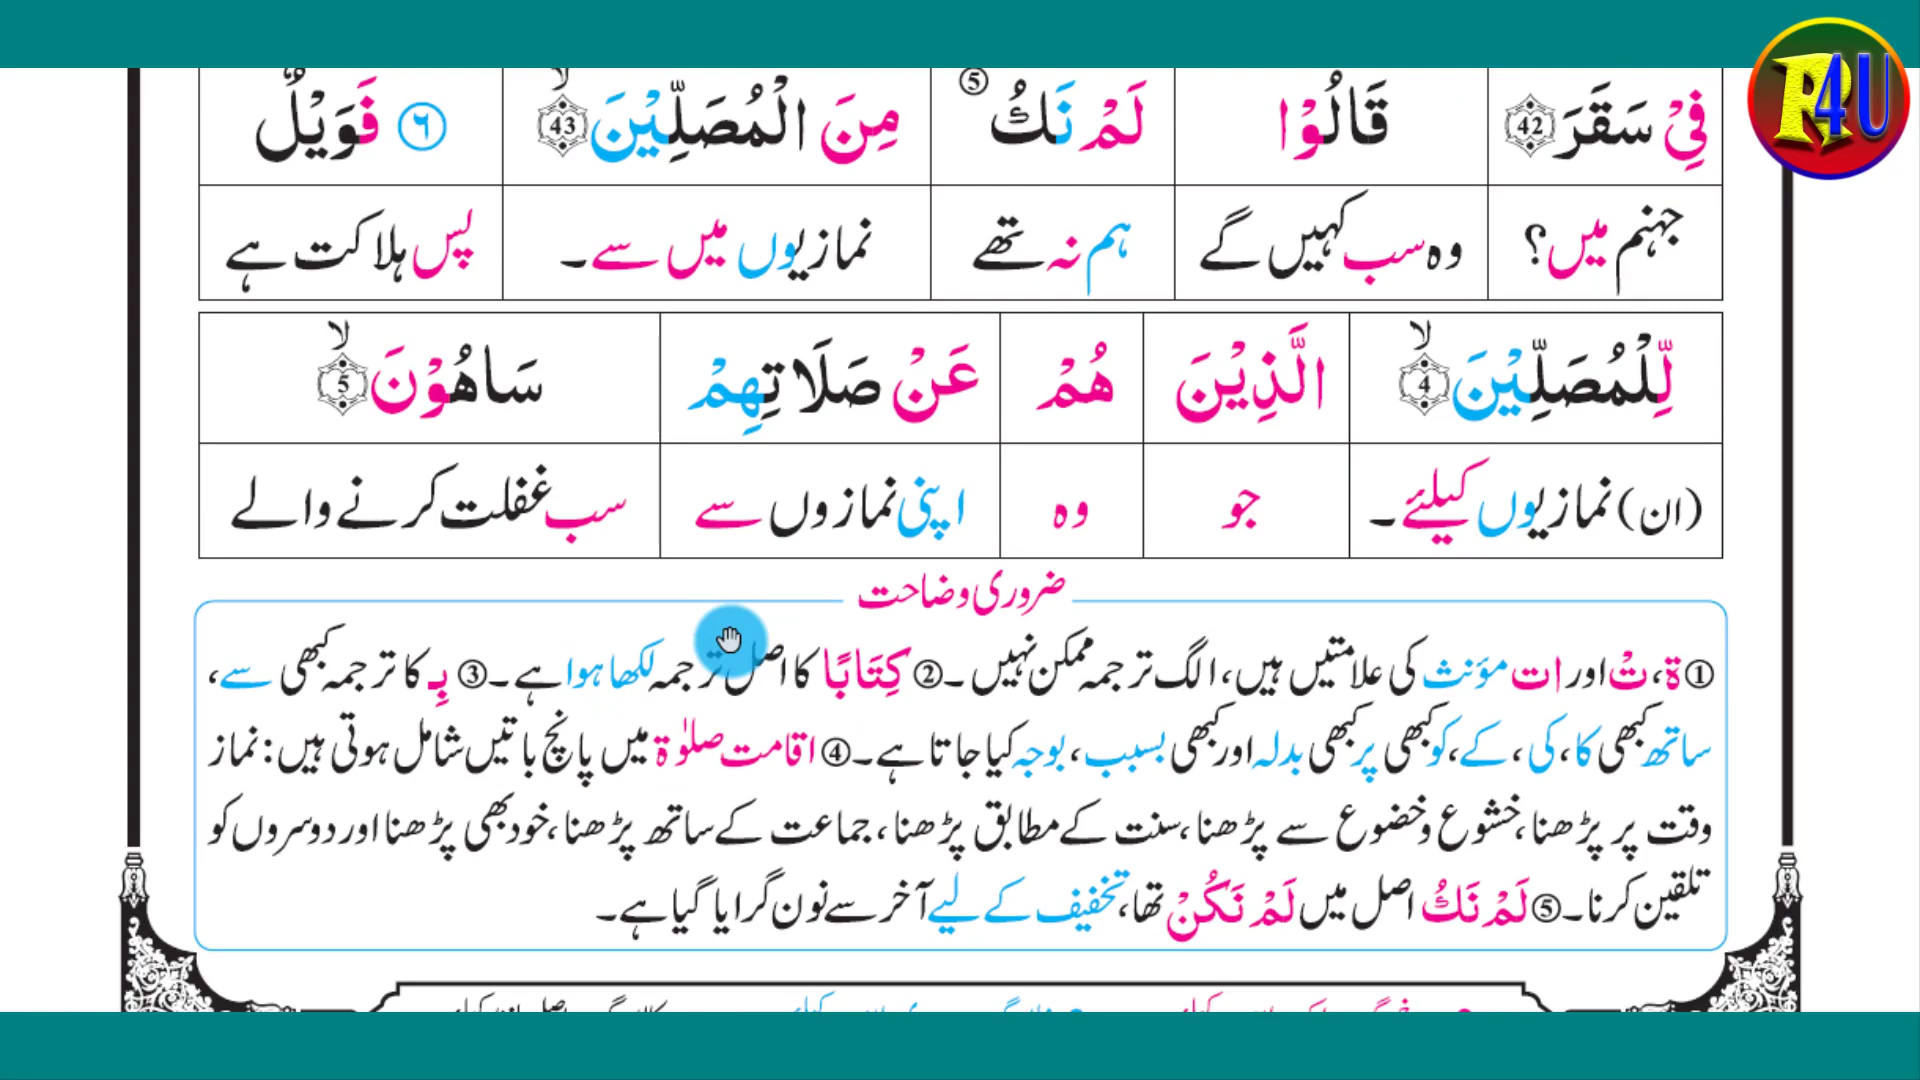 فِیْ سَقَرَ 42 قَالُوْا لَمْ نَكُ ⑤ مِنَ الْمُصَلِّیْنَ 43 ۶ فَوَیْلٌ
جہنم میں؟ وہ سب کہیں گے ہم نہ تھے نمازیوں میں سے۔ پس ہلاکت ہے
لِّلْمُصَلِّیْنَ 4 الَّذِیْنَ هُمْ عَنْ صَلَاتِهِمْ سَاهُوْنَ 5
(ان) نمازیوں کیلئے۔ جو وہ اپنی نمازوں سے سب غفلت کرنے والے
ضروری وضاحت
① ة، تْ اور ات مؤنث کی علامتیں ہیں، الگ ترجمہ ممکن نہیں۔ ② كِتَابًا کا اصل ترجمہ لکھا ہوا ہے۔ ③ بِـ کا ترجمہ کبھی سے،
ساتھ کبھی کا، کی، کے، کو کبھی پر کبھی بدلہ اور کبھی بسبب، بوجہ کیا جاتا ہے۔ ④ اقامت صلوٰۃ میں پانچ باتیں شامل ہوتی ہیں: نماز
وقت پر پڑھنا، خشوع و خضوع سے پڑھنا، سنت کے مطابق پڑھنا، جماعت کے ساتھ پڑھنا، خود بھی پڑھنا اور دوسروں کو
تلقین کرنا۔ ⑤ لَمْ نَكُ اصل میں لَمْ نَكُنْ تھا، تخفیف کے لیے آخر سے نون گرایا گیا ہے۔
R4U